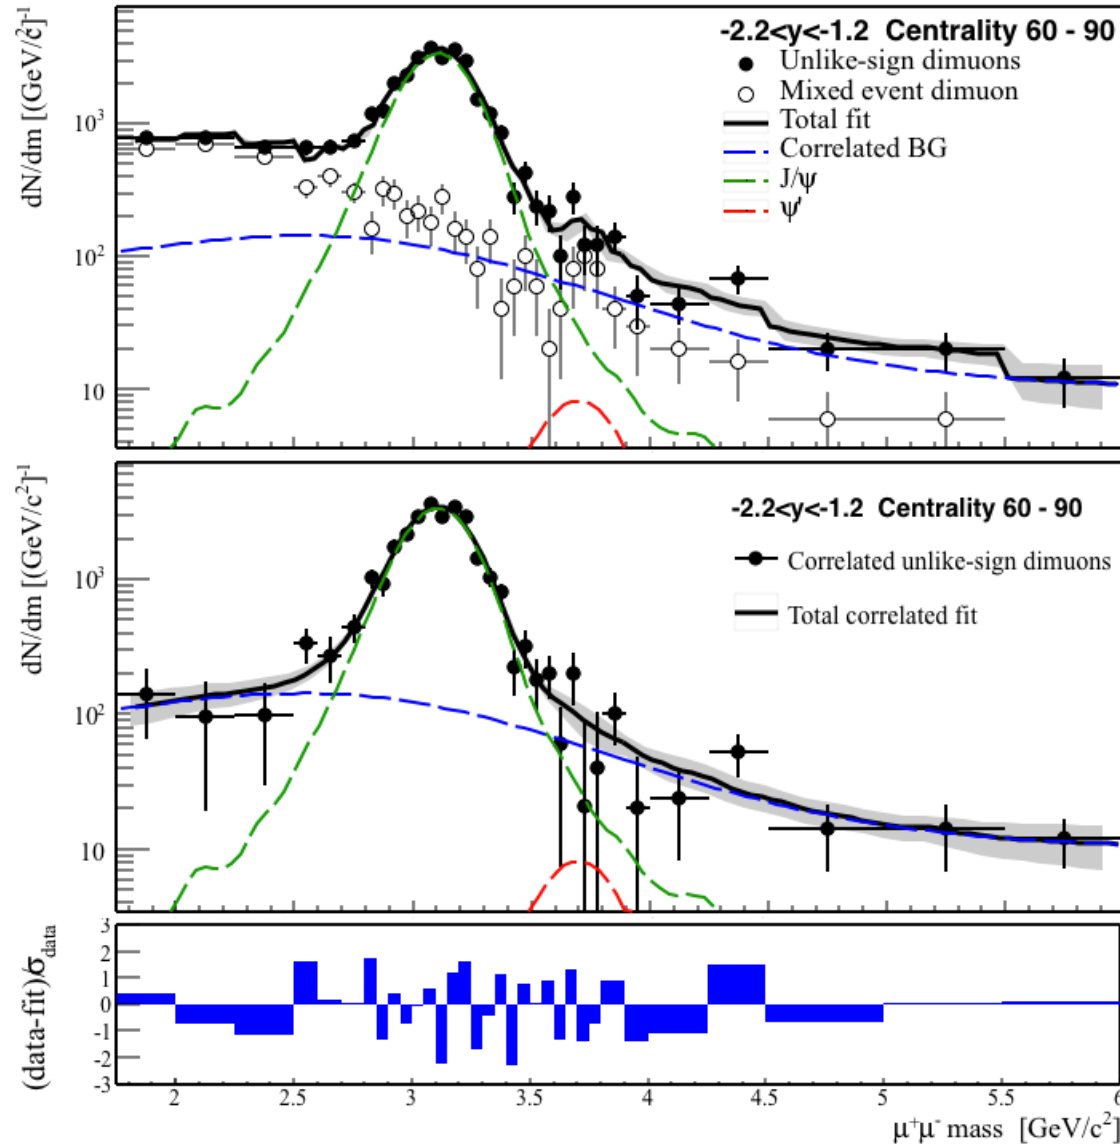 dN/dm [(GeV/c²)]⁻¹
-2.2<y<-1.2 Centrality 60 - 90
Unlike-sign dimuons
Mixed event dimuon
Total fit
Correlated BG
J/ψ
ψ'
10³
10²
10
dN/dm [(GeV/c²)]⁻¹
-2.2<y<-1.2 Centrality 60 - 90
Correlated unlike-sign dimuons
Total correlated fit
10³
10²
10
(data-fit)/σdata
3
2
1
0
-1
-2
-3
2 2.5 3 3.5 4 4.5 5 5.5 6
μ⁺μ⁻ mass [GeV/c²]